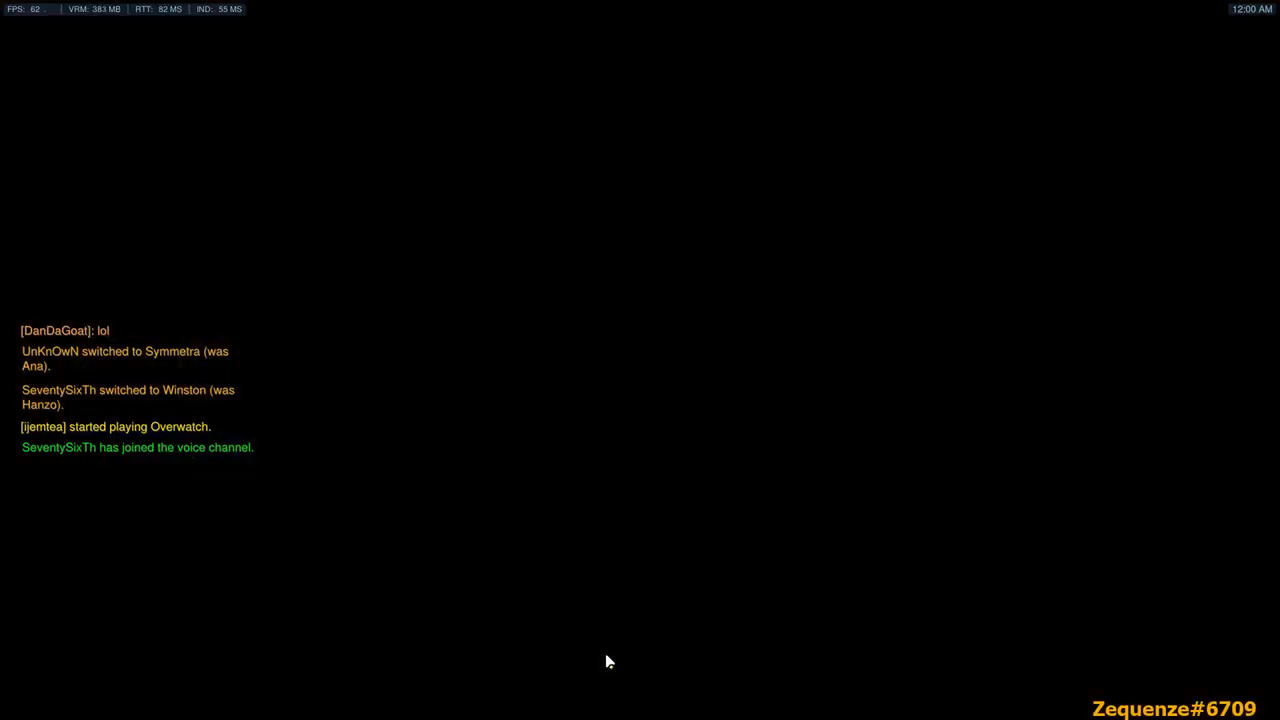 FPS: 62 | VRM: 383 MB | RTT: 82 MS | IND: 55 MS
12:00 AM
[DanDaGoat]: lol
UnKnOwN switched to Symmetra (was
Ana).
SeventySixTh switched to Winston (was
Hanzo).
[ijemtea] started playing Overwatch.
SeventySixTh has joined the voice channel.
Zequenze#6709